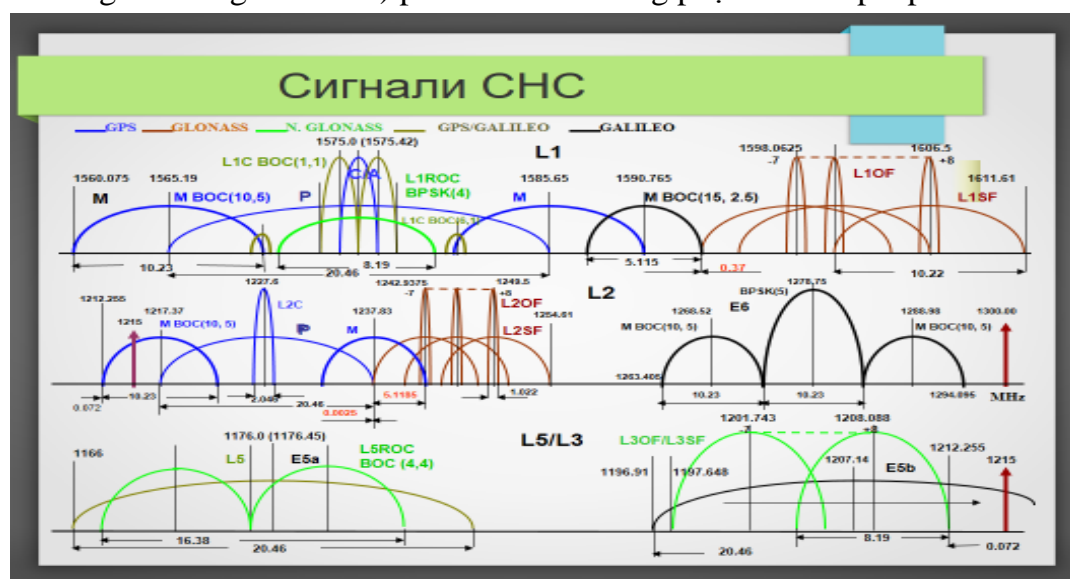 Сигнали СНС
GPS GLONASS N. GLONASS GPS/GALILEO GALILEO
1575.0 (1575.42)
L1
1598.0625
-7
1606.5
+8
L1C BOC(1,1)
C/A
L1OF
1560.075
1565.19
L1ROC
BPSK(4)
1585.65
1590.765
1611.61
M
M BOC(10,5)
P
M
M BOC(15, 2.5)
L1SF
10.23
8.19
20.46
5.115
0.37
10.22
1227.6
1242.9375
-7
1249.5
+8
L2
1278.75
BPSK(5)
E6
1212.255
1217.37
L2C
L2OF
1215
1237.83
1268.52
1288.98
1300.00
M BOC(10, 5)
P
M
L2SF
M BOC(10, 5)
M BOC(10, 5)
0.072
10.23
20.46
0.0025
5.1185
1.022
10.23
10.23
1294.095
MHz
1201.743
-7
1208.088
+8
1176.0 (1176.45)
L5/L3
1166
L5
E5a
L5ROC
BOC (4,4)
L3OF/L3SF
1212.255
1196.91
1197.648
1207.14
E5b
1215
16.38
20.46
20.46
8.19
0.072